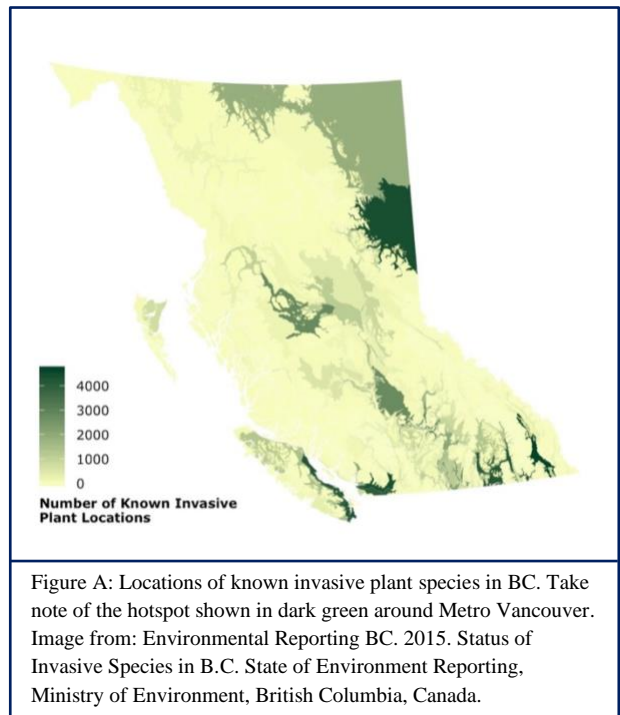 4000
3000
2000
1000
0
Number of Known Invasive
Plant Locations
Figure A: Locations of known invasive plant species in BC. Take
note of the hotspot shown in dark green around Metro Vancouver.
Image from: Environmental Reporting BC. 2015. Status of
Invasive Species in B.C. State of Environment Reporting,
Ministry of Environment, British Columbia, Canada.